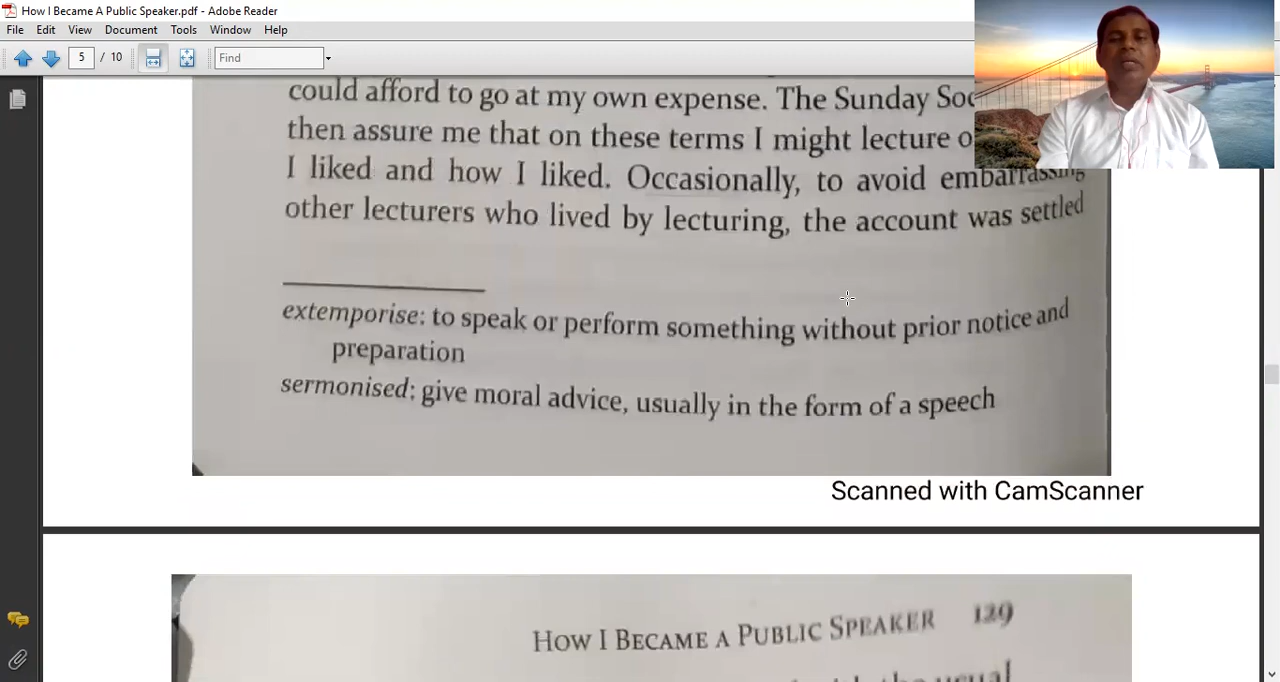 How I Became A Public Speaker.pdf - Adobe Reader
File Edit View Document Tools Window Help
5 / 10 Find
could afford to go at my own expense. The Sunday
then assure me that on these terms I might lecture
I liked and how I liked. Occasionally, to avoid embarrassing
other lecturers who lived by lecturing, the account was settled
extemporise: to speak or perform something without prior notice and
preparation
sermonised: give moral advice, usually in the form of a speech
Scanned with CamScanner
HOW I BECAME A PUBLIC SPEAKER 129
the usual